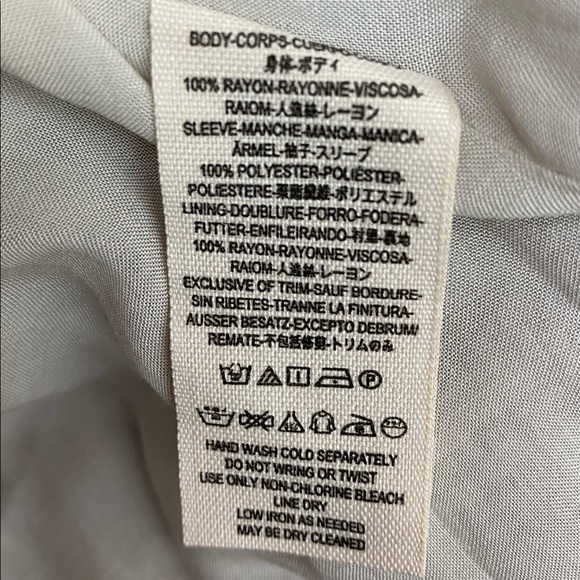 BODY-CORPS-
身体-ボディ
100% RAYON-RAYONNE-VISCOSA-
RAIOM-人造絲-レーヨン
SLEEVE-MANCHE-MANGA-MANICA-
ÄRMEL-袖子-スリーブ
100% POLYESTER-POLIÉSTER-
POLIESTERE-聚酯纖維-ポリエステル
LINING-DOUBLURE-FORRO-FODERA-
FUTTER-ENFILEIRANDO-衬里-裏地
100% RAYON-RAYONNE-VISCOSA-
RAIOM-人造絲-レーヨン
EXCLUSIVE OF TRIM-SAUF BORDURE-
SIN RIBETES-TRANNE LA FINITURA-
AUSSER BESATZ-EXCEPTO DEBRUM/
REMATE-不包括修剪-トリムのみ
HAND WASH COLD SEPARATELY
DO NOT WRING OR TWIST
USE ONLY NON-CHLORINE BLEACH
LINE DRY
LOW IRON AS NEEDED
MAY BE DRY CLEANED